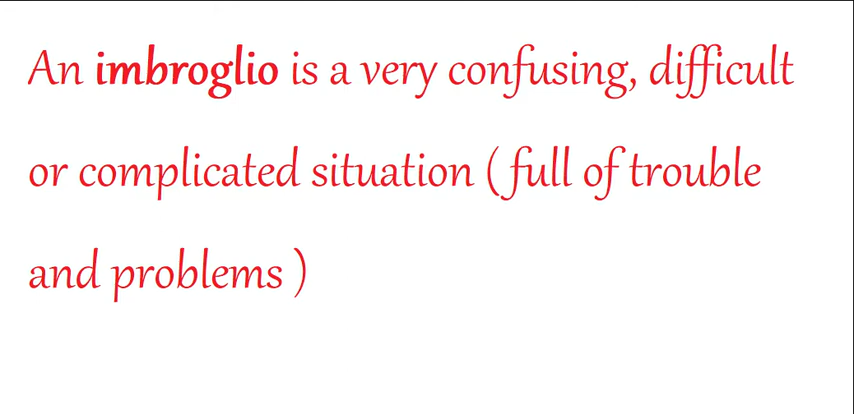 An imbroglio is a very confusing, difficult
or complicated situation ( full of trouble
and problems )